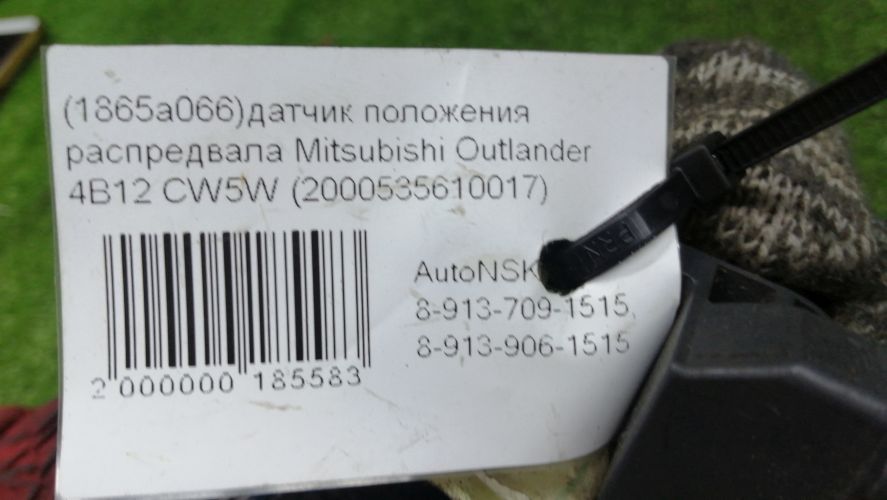 (1865a066)датчик положения
распредвала Mitsubishi Outlander
4B12 CW5W (2000535610017)
AutoNSK
8-913-709-1515,
8-913-906-1515
2 000000 185583